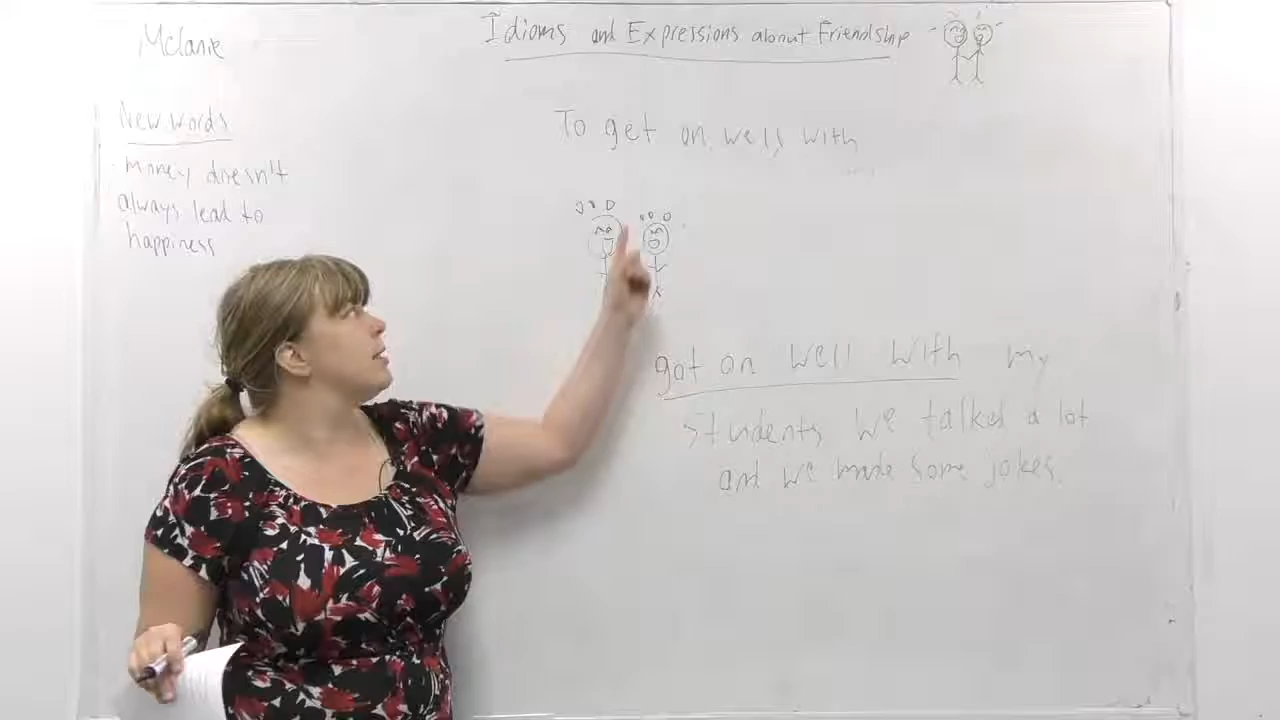 Melanie
Idioms and Expressions about Friendship
New words
Money doesn't
always lead to
happiness
To get on well with
got on well with my
students we talked a lot
and we made some jokes.